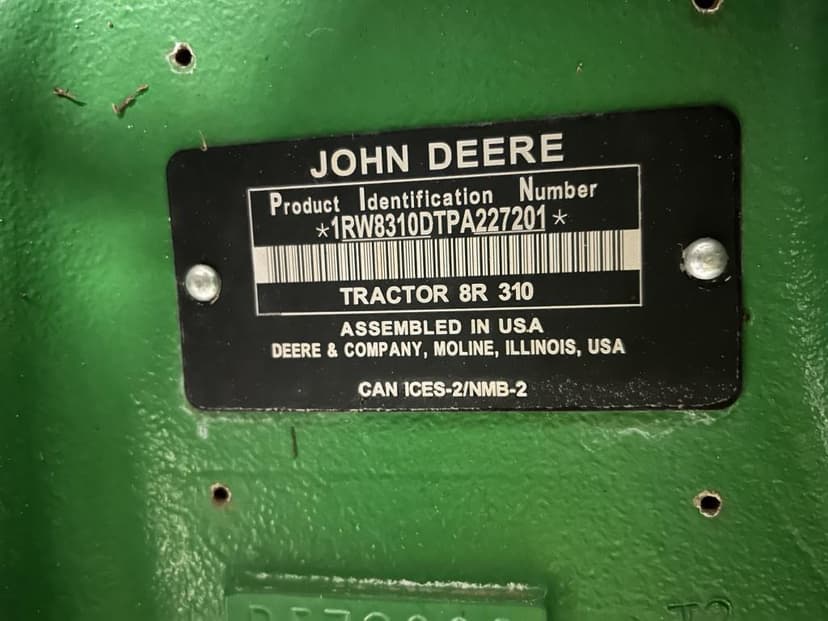 JOHN DEERE
Product Identification Number
*1RW8310DTPA227201*
TRACTOR 8R 310
ASSEMBLED IN U.S.A
DEERE & COMPANY, MOLINE, ILLINOIS, USA
CAN ICES-2/NMB-2